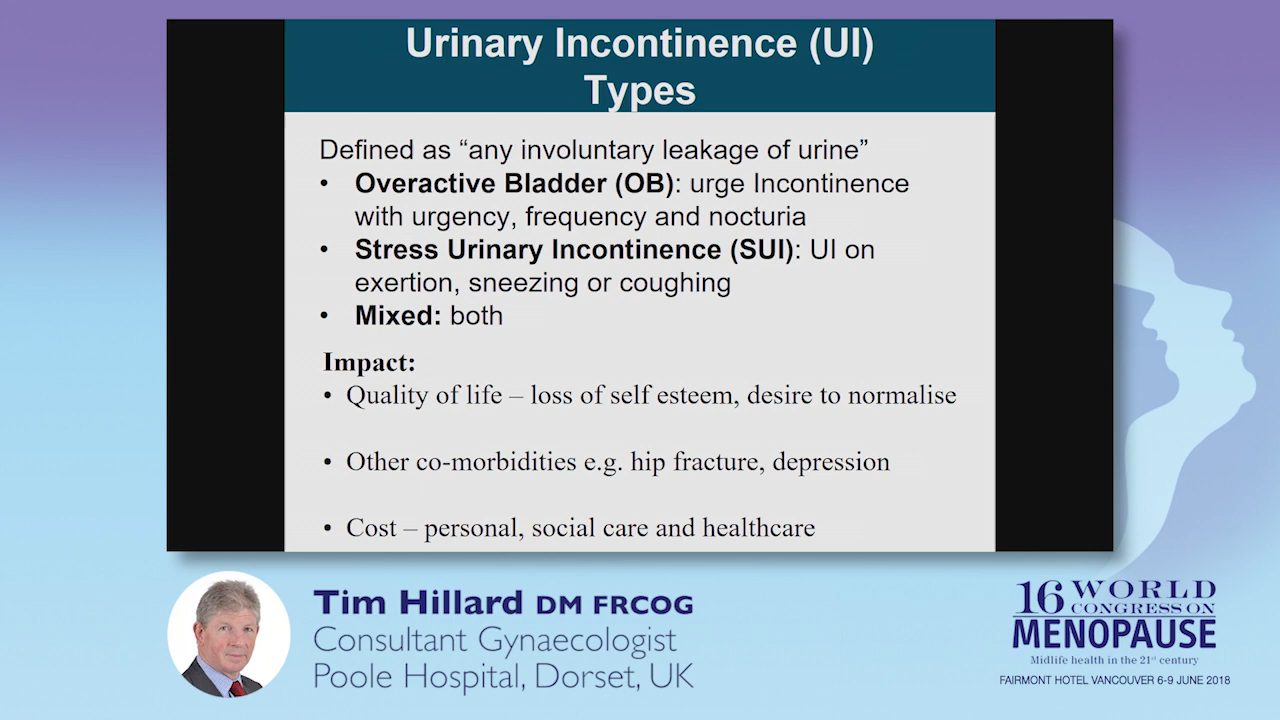 Urinary Incontinence (UI)
Types
Defined as “any involuntary leakage of urine”
• Overactive Bladder (OB): urge Incontinence
with urgency, frequency and nocturia
• Stress Urinary Incontinence (SUI): UI on
exertion, sneezing or coughing
• Mixed: both
Impact:
• Quality of life – loss of self esteem, desire to normalise
• Other co-morbidities e.g. hip fracture, depression
• Cost – personal, social care and healthcare
Tim Hillard DM FRCOG
Consultant Gynaecologist
Poole Hospital, Dorset, UK
16 WORLD
CONGRESS ON
MENOPAUSE
Midlife health in the 21st century
FAIRMONT HOTEL VANCOUVER 6-9 JUNE 2018